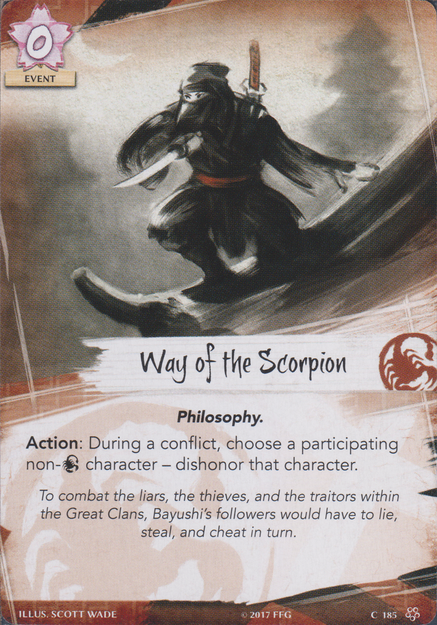 0
EVENT
Way of the Scorpion
Philosophy.
Action: During a conflict, choose a participating
non- character – dishonor that character.
To combat the liars, the thieves, and the traitors within
the Great Clans, Bayushi's followers would have to lie,
steal, and cheat in turn.
ILLUS. SCOTT WADE © 2017 FFG C 185